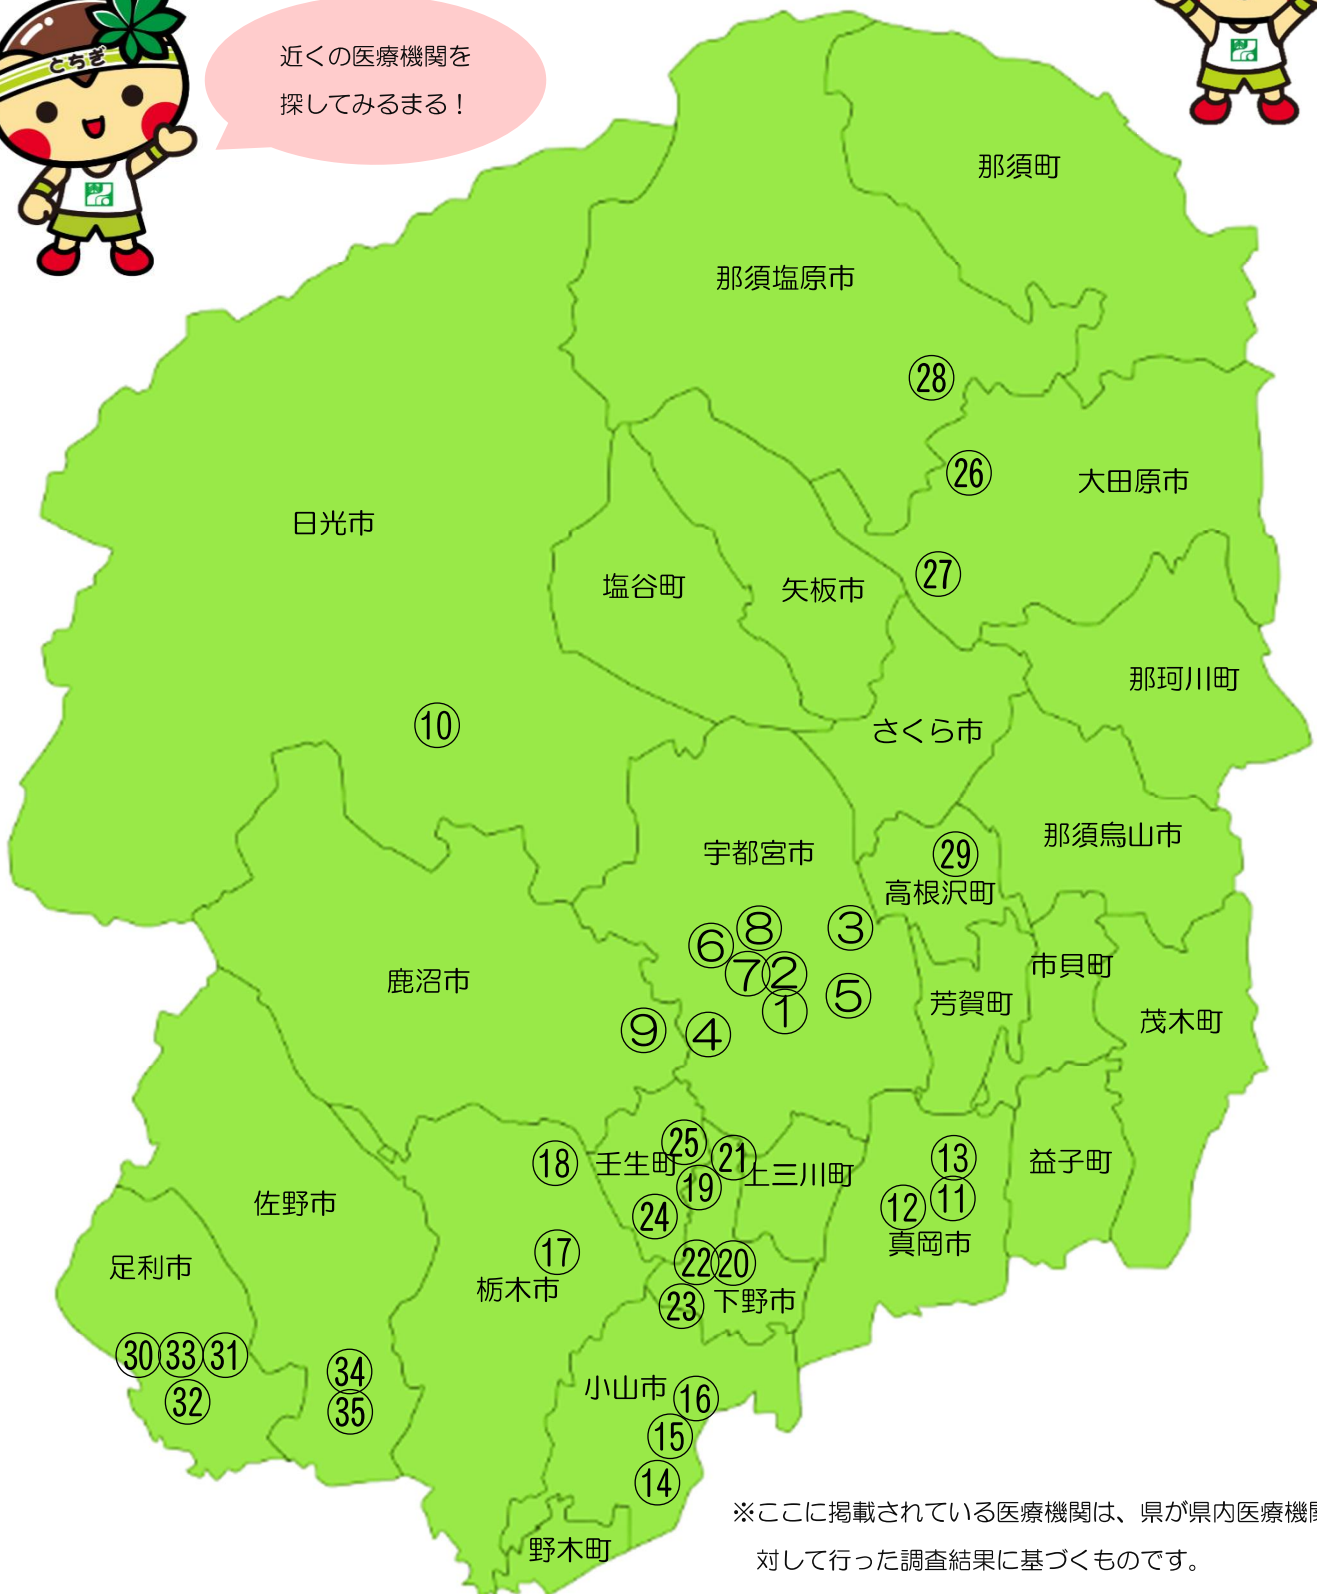 とちぎ
近くの医療機関を
探してみるまる！
那須町
那須塩原市
28
26
大田原市
日光市
27
塩谷町
矢板市
那珂川町
10
さくら市
那須烏山市
宇都宮市
29
高根沢町
8
3
6
7
2
市貝町
鹿沼市
5
芳賀町
1
茂木町
9
4
25
21
13
18
壬生町
上三川町
益子町
19
11
12
佐野市
24
真岡市
足利市
17
22
20
栃木市
23
下野市
30
33
31
34
小山市
16
32
35
15
14
※ここに掲載されている医療機関は、県が県内医療機関
対して行った調査結果に基づくものです。
野木町